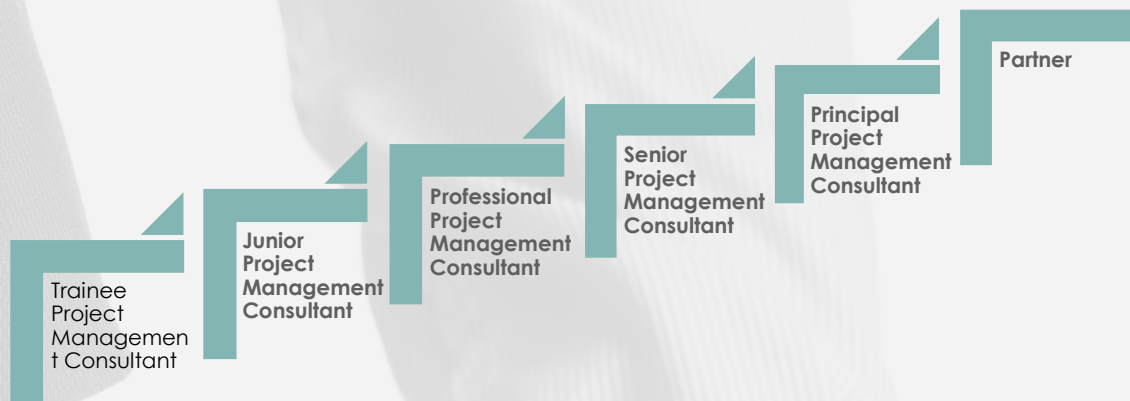 Trainee
Project
Managemen
t Consultant
Junior
Project
Management
Consultant
Professional
Project
Management
Consultant
Senior
Project
Management
Consultant
Principal
Project
Management
Consultant
Partner